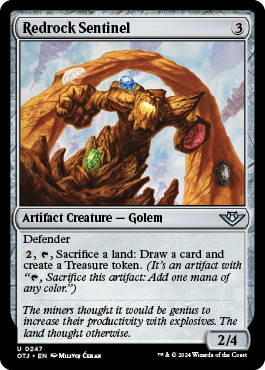 Redrock Sentinel 3
Artifact Creature — Golem
Defender
2, T, Sacrifice a land: Draw a card and
create a Treasure token. (It's an artifact with
"T, Sacrifice this artifact: Add one mana of
any color.")
The miners thought it would be genius to
increase their productivity with explosives. The
land thought otherwise.
2/4
U 0247
OTJ • EN Milivoj Ćeran
™ & © 2024 Wizards of the Coast